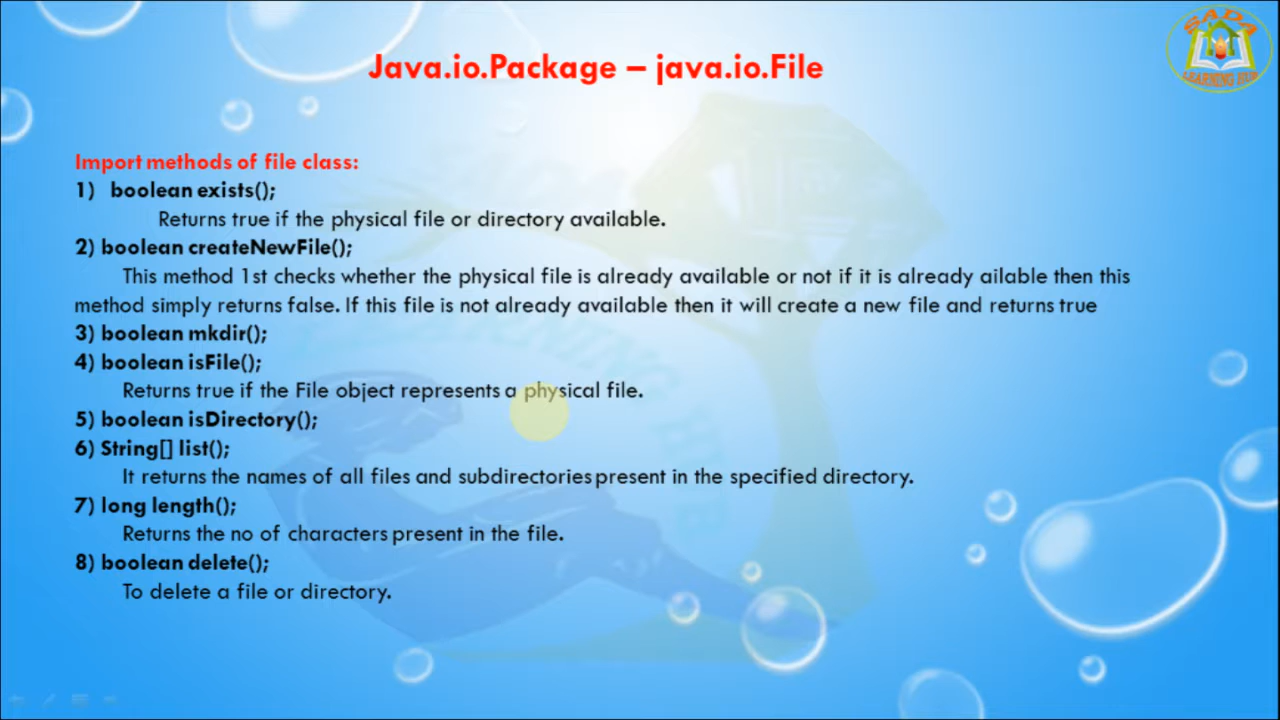 SADA
LEARNING HUB
Java.io.Package – java.io.File
Import methods of file class:
1) boolean exists();
Returns true if the physical file or directory available.
2) boolean createNewFile();
This method 1st checks whether the physical file is already available or not if it is already ailable then this
method simply returns false. If this file is not already available then it will create a new file and returns true
3) boolean mkdir();
4) boolean isFile();
Returns true if the File object represents a physical file.
5) boolean isDirectory();
6) String[] list();
It returns the names of all files and subdirectories present in the specified directory.
7) long length();
Returns the no of characters present in the file.
8) boolean delete();
To delete a file or directory.